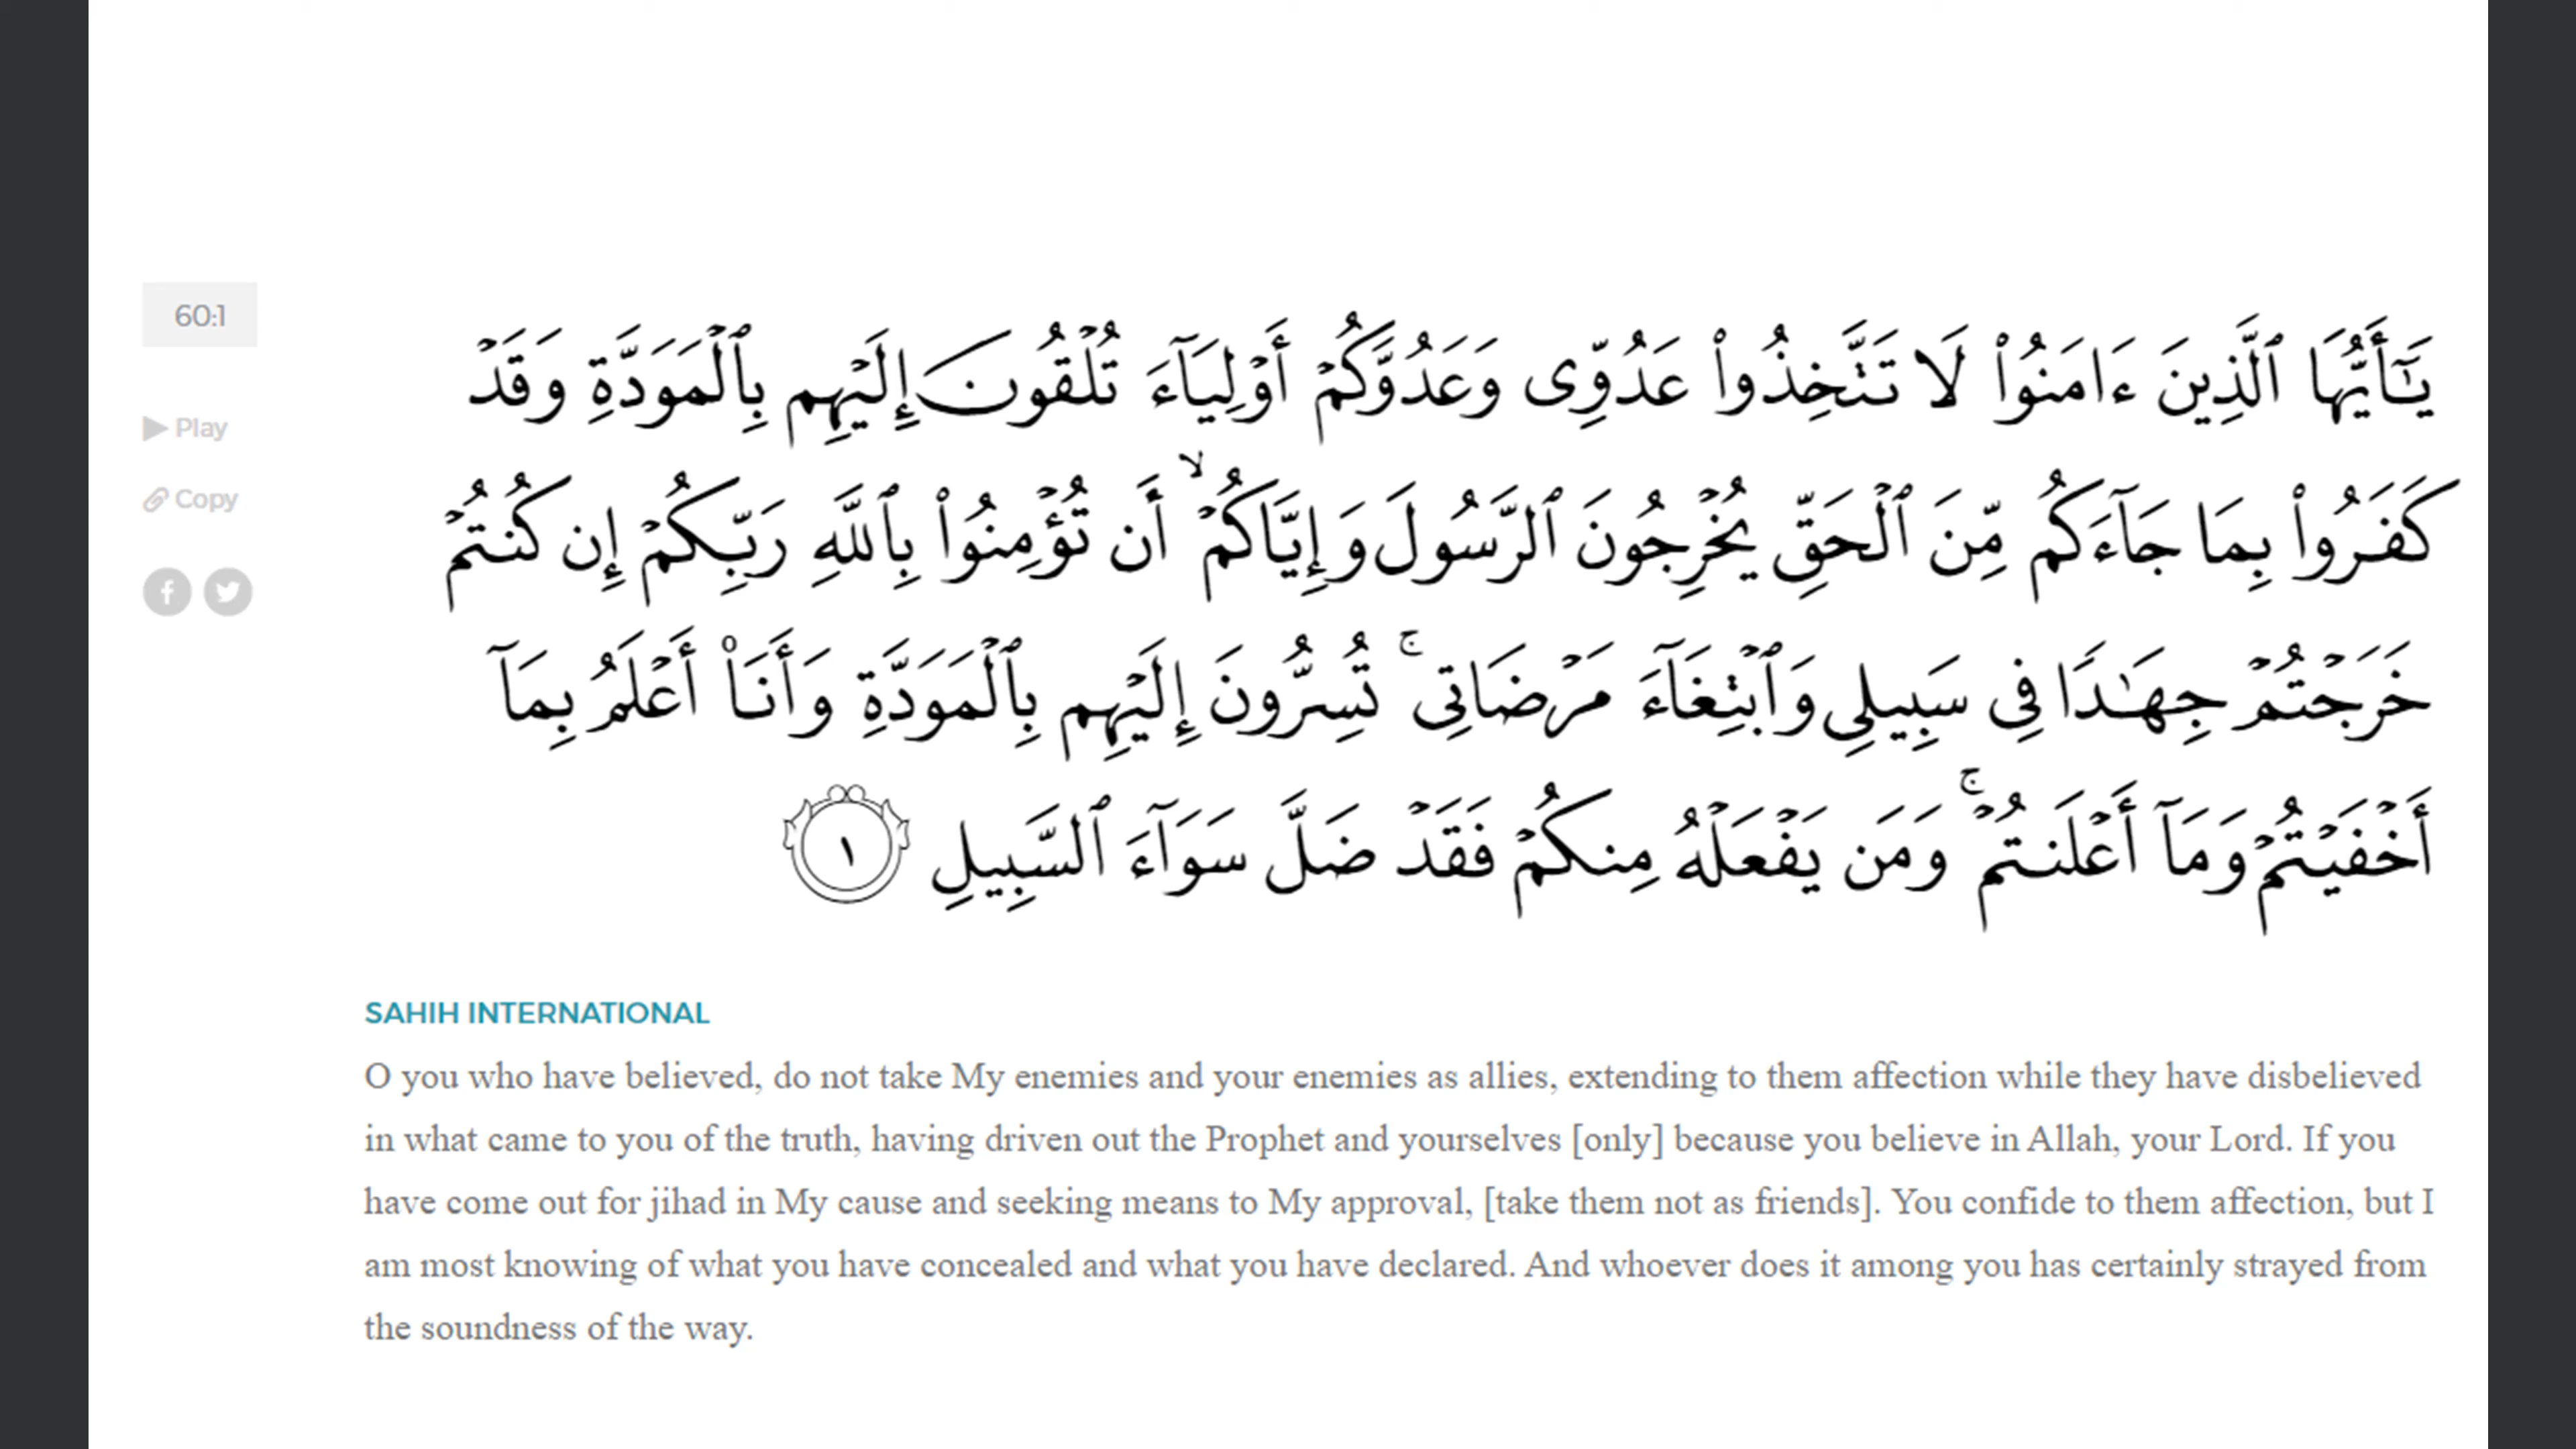 60:1
Play
Copy
يَـٰٓأَيُّهَا ٱلَّذِينَ ءَامَنُوا۟ لَا تَتَّخِذُوا۟ عَدُوِّى وَعَدُوَّكُمْ أَوْلِيَآءَ تُلْقُونَ إِلَيْهِم بِٱلْمَوَدَّةِ وَقَدْ
كَفَرُوا۟ بِمَا جَآءَكُم مِّنَ ٱلْحَقِّ يُخْرِجُونَ ٱلرَّسُولَ وَإِيَّاكُمْ ۙ أَن تُؤْمِنُوا۟ بِٱللَّهِ رَبِّكُمْ إِن كُنتُمْ
خَرَجْتُمْ جِهَـٰدًا فِى سَبِيلِى وَٱبْتِغَآءَ مَرْضَاتِى ۚ تُسِرُّونَ إِلَيْهِم بِٱلْمَوَدَّةِ وَأَنَا۠ أَعْلَمُ بِمَآ
أَخْفَيْتُمْ وَمَآ أَعْلَنتُمْ ۚ وَمَن يَفْعَلْهُ مِنكُمْ فَقَدْ ضَلَّ سَوَآءَ ٱلسَّبِيلِ ١
SAHIH INTERNATIONAL
O you who have believed, do not take My enemies and your enemies as allies, extending to them affection while they have disbelieved
in what came to you of the truth, having driven out the Prophet and yourselves [only] because you believe in Allah, your Lord. If you
have come out for jihad in My cause and seeking means to My approval, [take them not as friends]. You confide to them affection, but I
am most knowing of what you have concealed and what you have declared. And whoever does it among you has certainly strayed from
the soundness of the way.